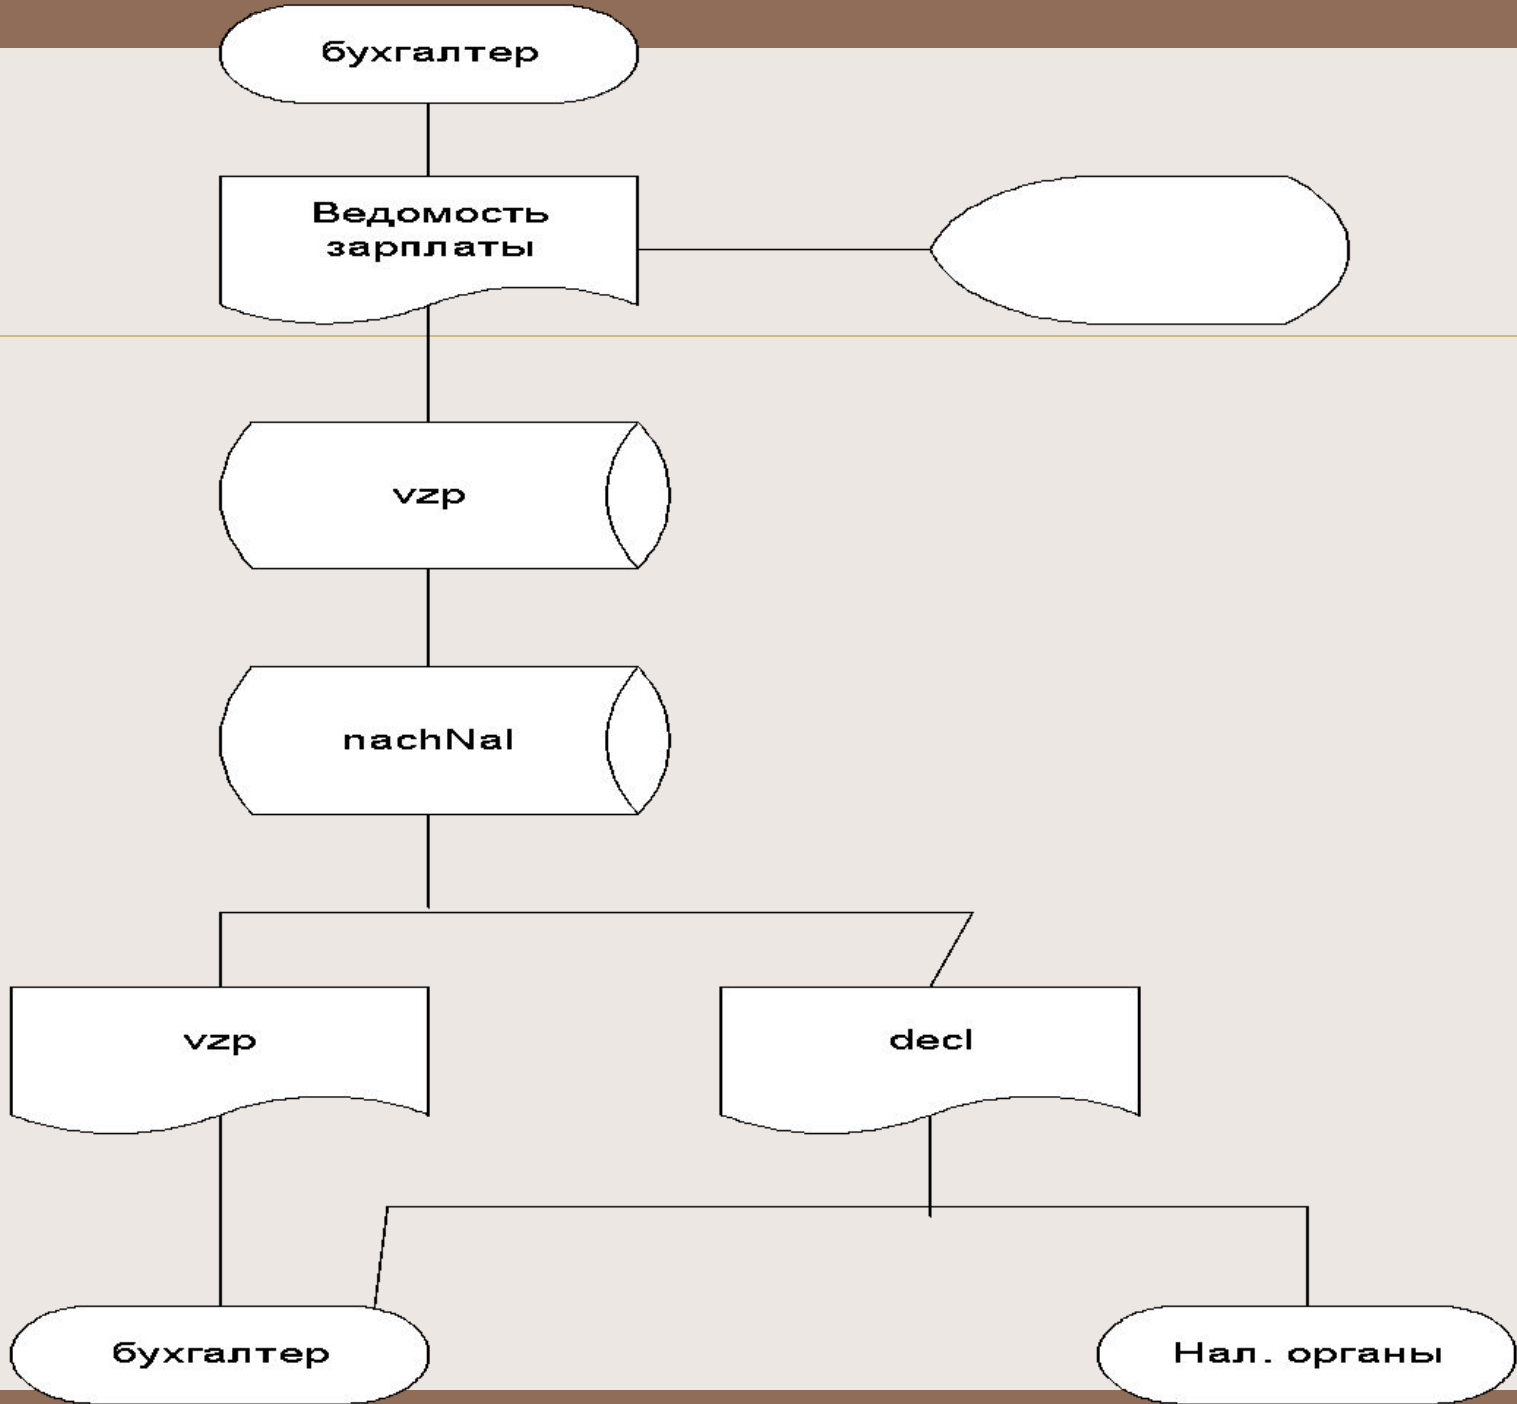 бухгалтер
Ведомость
зарплаты
vzp
nachNal
vzp
decl
бухгалтер
Нал. органы